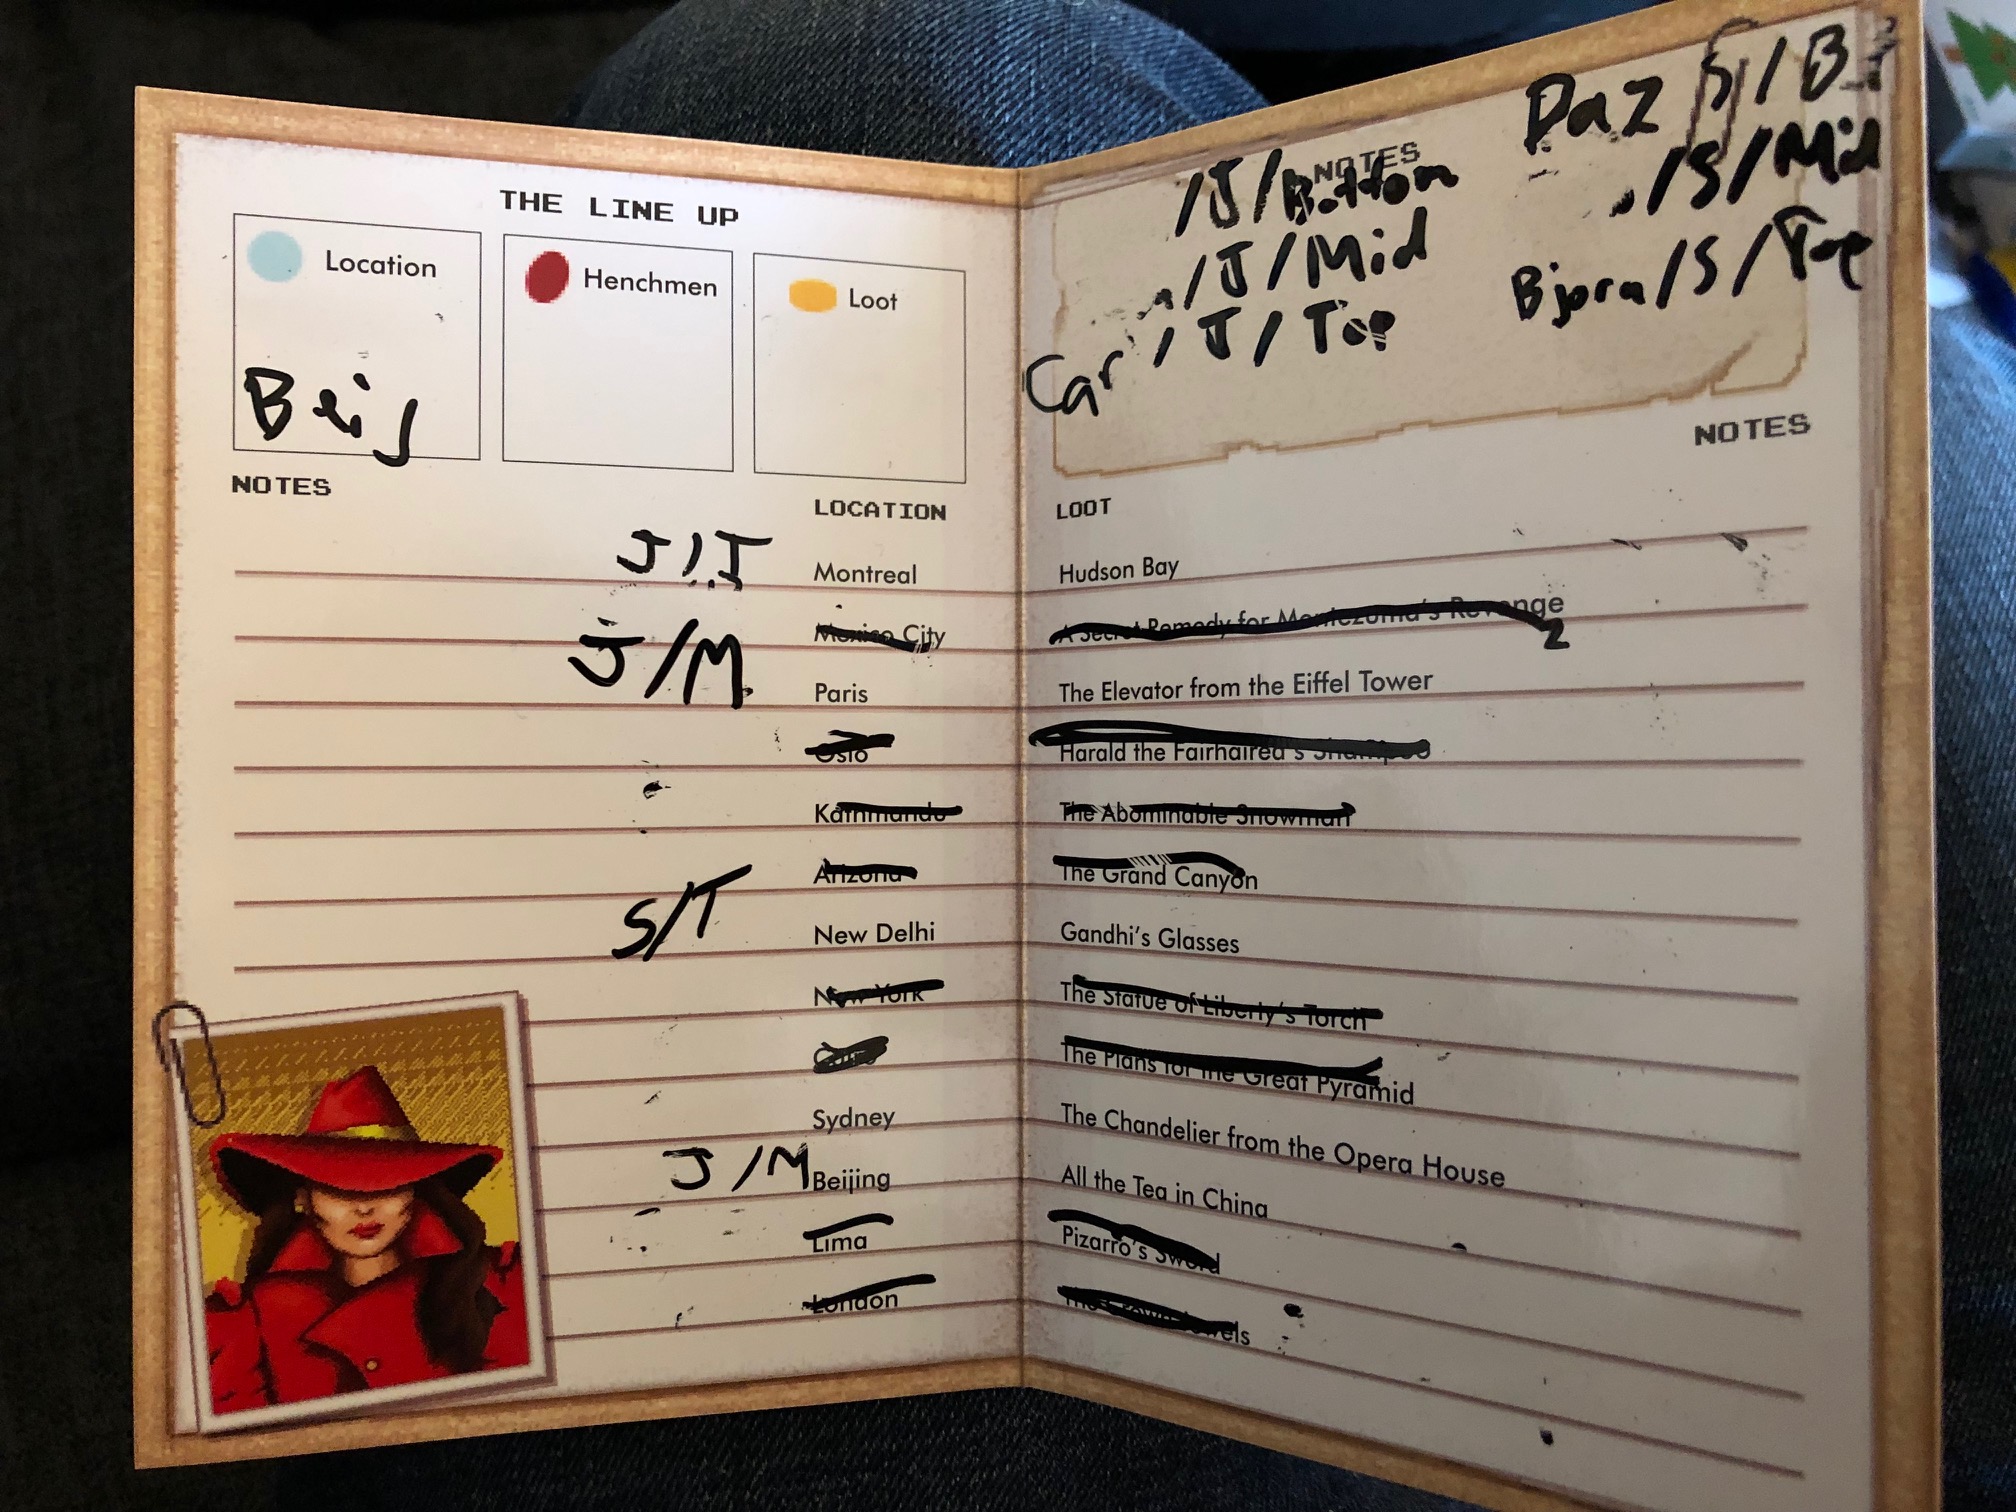 THE LINE UP
Location
Henchmen
Loot
Beij
NOTES
LOCATION
J/T Montreal
Mexico City
J/M Paris
Oslo
Kathmandu
Arizona
S/T New Delhi
New York
Sydney
J/M Beijing
Lima
London
NOTES
Daz S/B
/J/Bottom
/S/Mid
/J/Mid
Bjorn/S/Top
Car / J / Top
NOTES
LOOT
Hudson Bay
A Secret Remedy for Montezuma's Revenge
2
The Elevator from the Eiffel Tower
Harald the Fairhaired's Shampoo
The Abominable Snowman
The Grand Canyon
Gandhi's Glasses
The Statue of Liberty's Torch
The Plans for the Great Pyramid
The Chandelier from the Opera House
All the Tea in China
Pizarro's Sword
The Crown Jewels